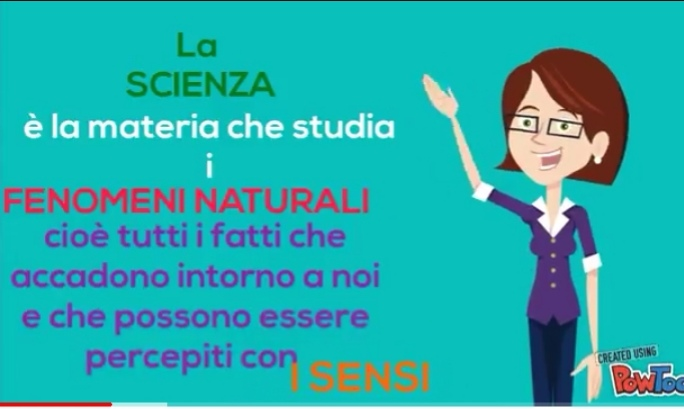 La
SCIENZA
è la materia che studia
i
FENOMENI NATURALI
cioè tutti i fatti che
accadono intorno a noi
e che possono essere
percepiti con
I SENSI
CREATED USING